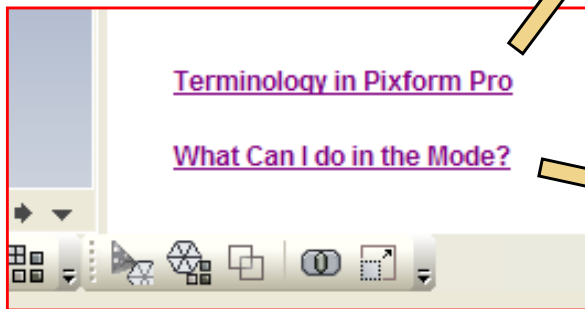 Terminology in Pixform Pro
What Can I do in the Mode?